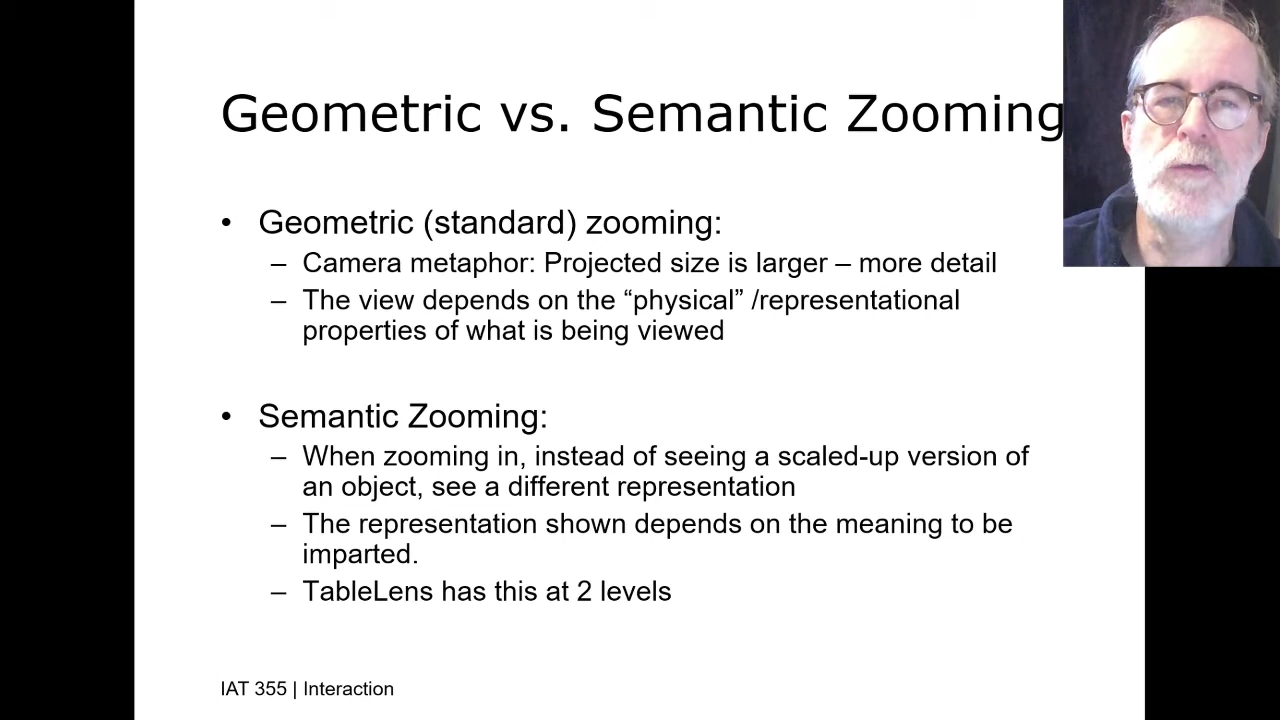 Geometric vs. Semantic Zooming
• Geometric (standard) zooming:
– Camera metaphor: Projected size is larger – more detail
– The view depends on the “physical” /representational
properties of what is being viewed
• Semantic Zooming:
– When zooming in, instead of seeing a scaled-up version of
an object, see a different representation
– The representation shown depends on the meaning to be
imparted.
– TableLens has this at 2 levels
IAT 355 | Interaction